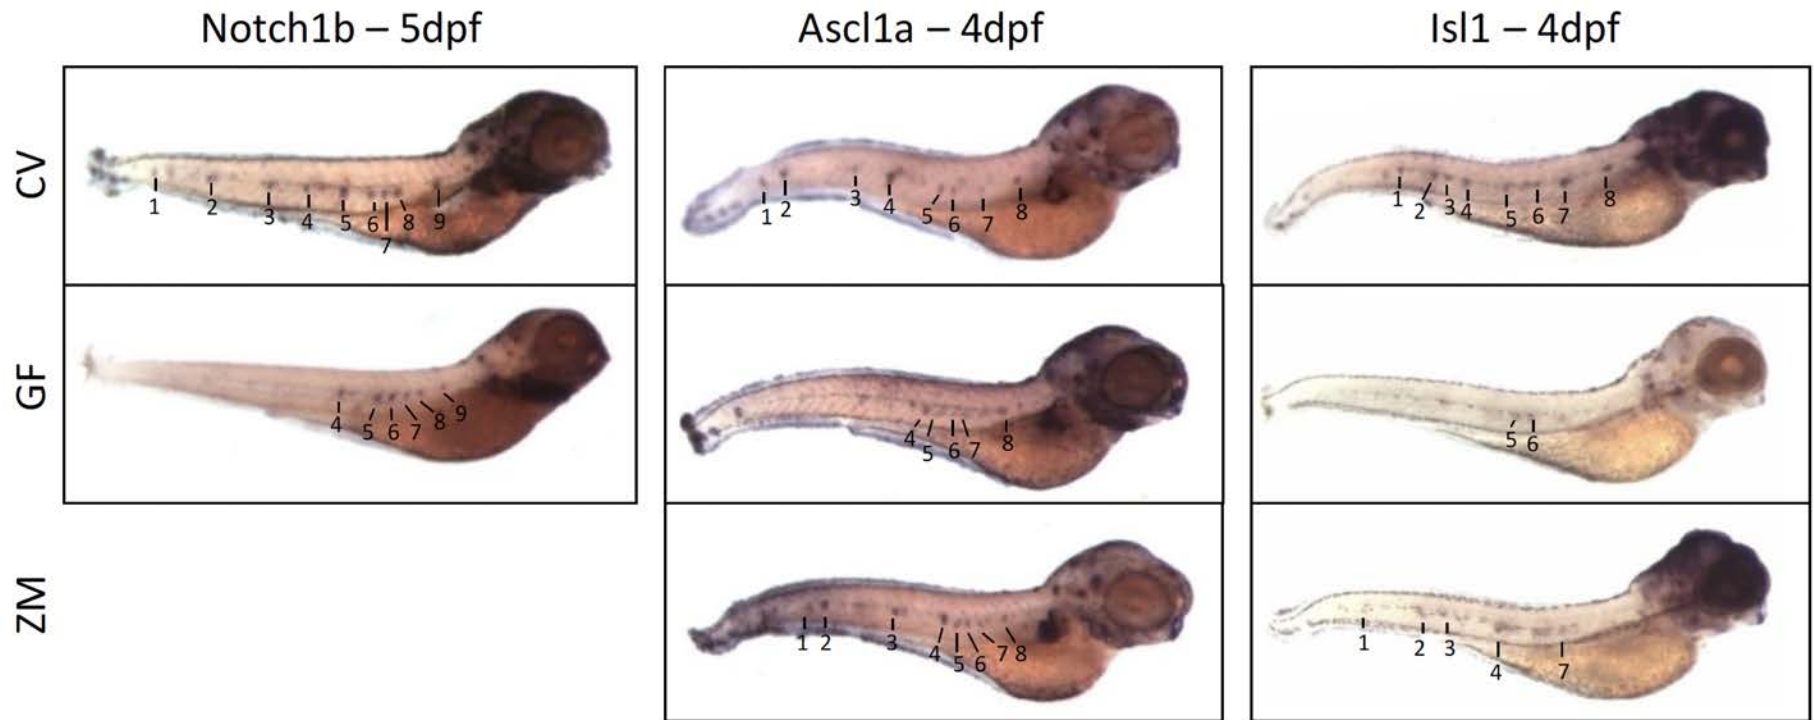 Notch1b – 5dpf
Ascl1a – 4dpf
Isl1 – 4dpf
CV
1 2 3 4 5 6 7 8 9
1 2 3 4 5 6 7 8
1 2 3 4 5 6 7 8
GF
4 5 6 7 8 9
4 5 6 7 8
5 6
ZM
1 2 3 4 5 6 7 8
1 2 3 4 7